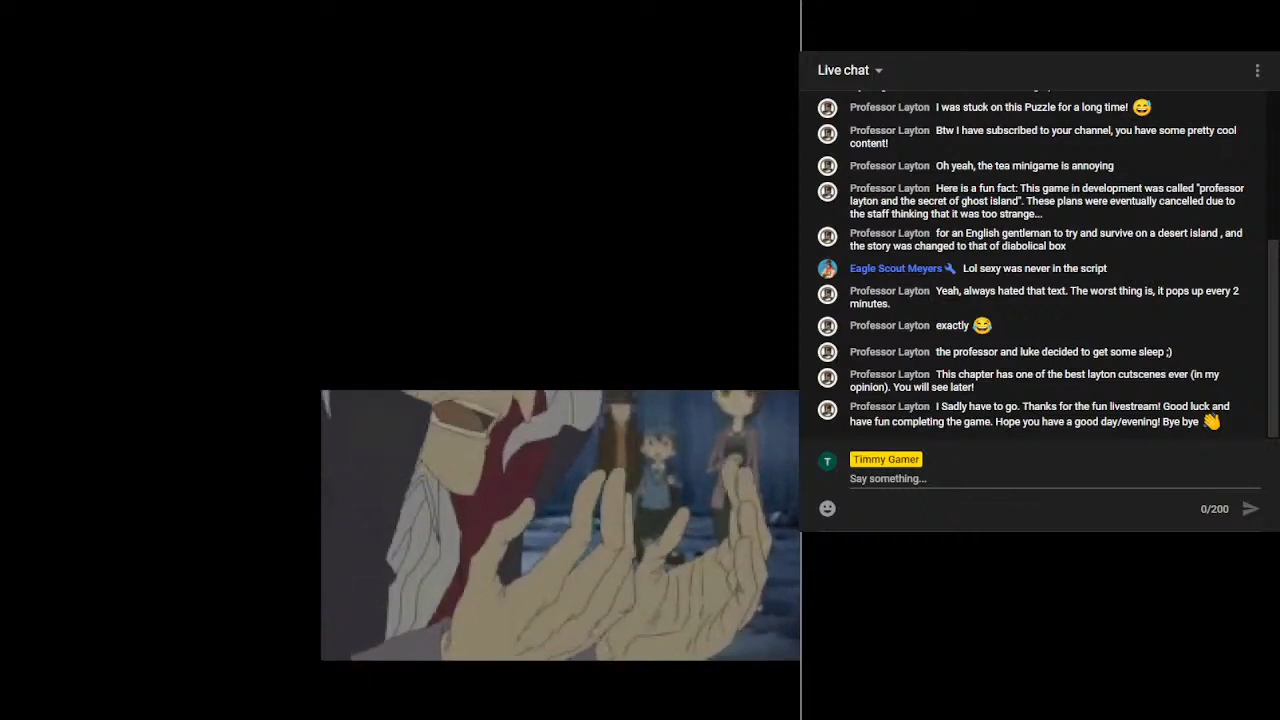 Live chat
Professor Layton I was stuck on this Puzzle for a long time! 😅
Professor Layton Btw I have subscribed to your channel, you have some pretty cool
content!
Professor Layton Oh yeah, the tea minigame is annoying
Professor Layton Here is a fun fact: This game in development was called "professor
layton and the secret of ghost island". These plans were eventually cancelled due to
the staff thinking that it was too strange...
Professor Layton for an English gentleman to try and survive on a desert island , and
the story was changed to that of diabolical box
Eagle Scout Meyers Lol sexy was never in the script
Professor Layton Yeah, always hated that text. The worst thing is, it pops up every 2
minutes.
Professor Layton exactly 😂
Professor Layton the professor and luke decided to get some sleep ;)
Professor Layton This chapter has one of the best layton cutscenes ever (in my
opinion). You will see later!
Professor Layton I Sadly have to go. Thanks for the fun livestream! Good luck and
have fun completing the game. Hope you have a good day/evening! Bye bye 👋
T Timmy Gamer
Say something...
0/200